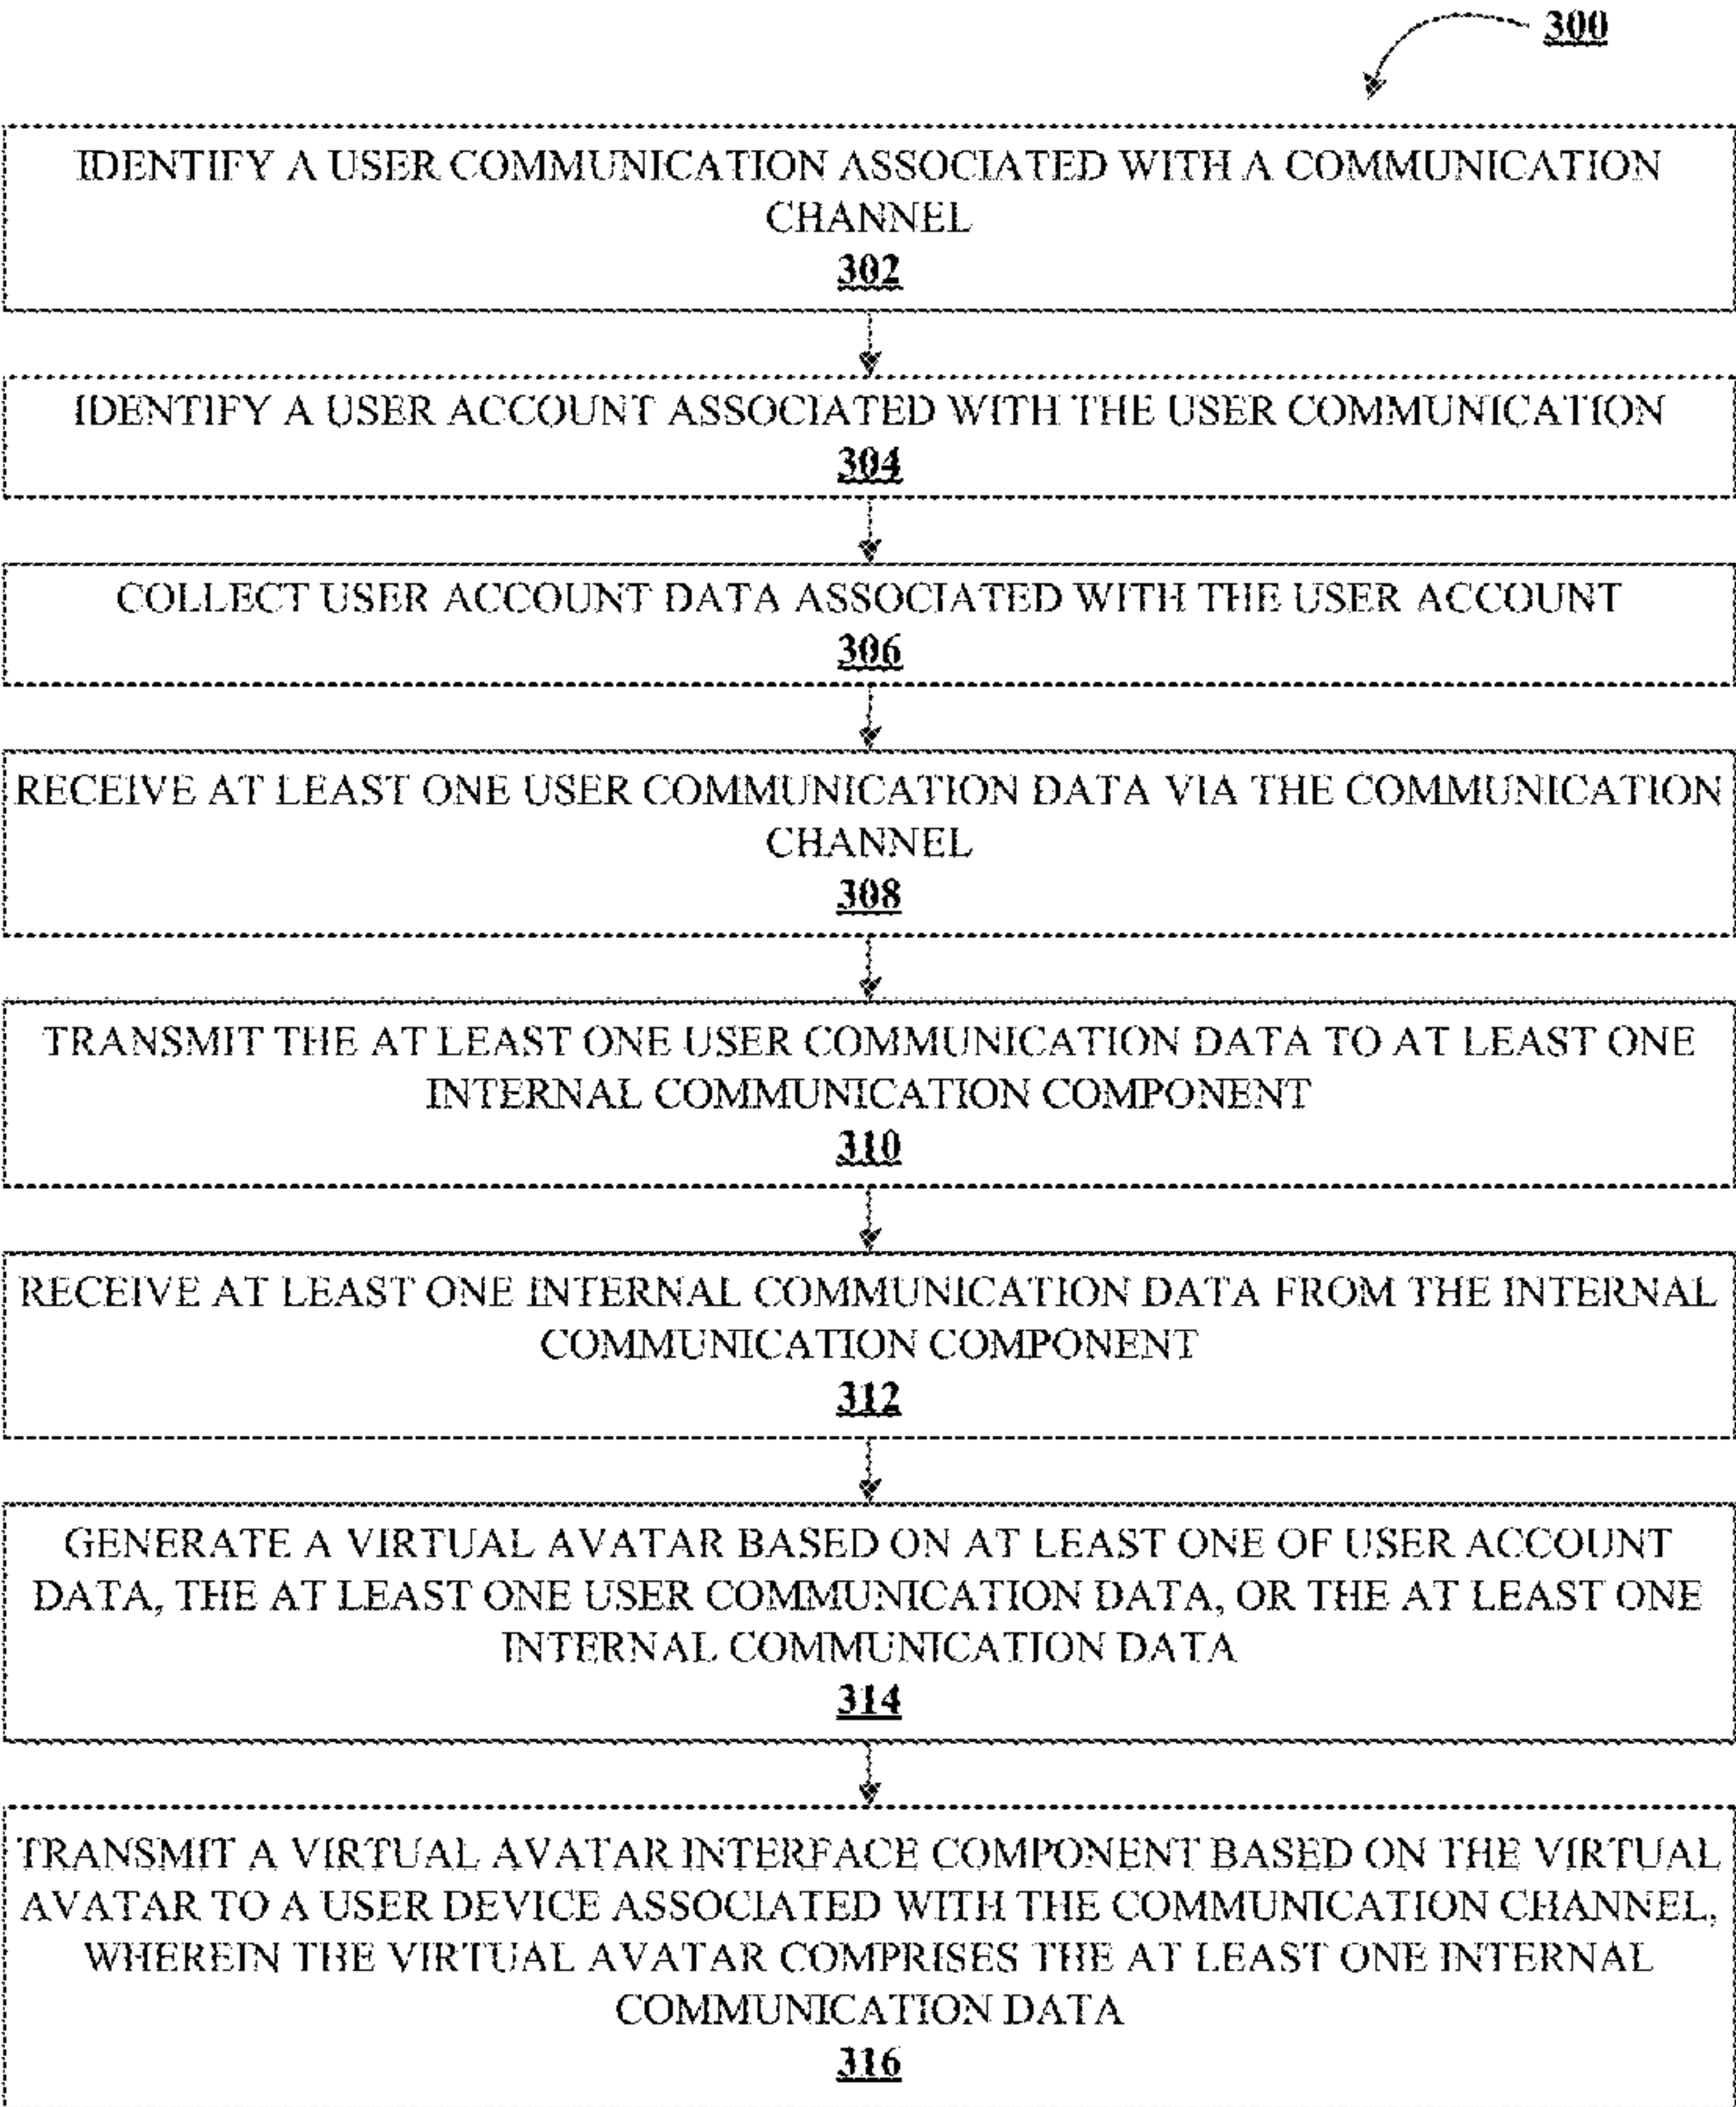 300
IDENTIFY A USER COMMUNICATION ASSOCIATED WITH A COMMUNICATION
CHANNEL
302
IDENTIFY A USER ACCOUNT ASSOCIATED WITH THE USER COMMUNICATION
304
COLLECT USER ACCOUNT DATA ASSOCIATED WITH THE USER ACCOUNT
306
RECEIVE AT LEAST ONE USER COMMUNICATION DATA VIA THE COMMUNICATION
CHANNEL
308
TRANSMIT THE AT LEAST ONE USER COMMUNICATION DATA TO AT LEAST ONE
INTERNAL COMMUNICATION COMPONENT
310
RECEIVE AT LEAST ONE INTERNAL COMMUNICATION DATA FROM THE INTERNAL
COMMUNICATION COMPONENT
312
GENERATE A VIRTUAL AVATAR BASED ON AT LEAST ONE OF USER ACCOUNT
DATA, THE AT LEAST ONE USER COMMUNICATION DATA, OR THE AT LEAST ONE
INTERNAL COMMUNICATION DATA
314
TRANSMIT A VIRTUAL AVATAR INTERFACE COMPONENT BASED ON THE VIRTUAL
AVATAR TO A USER DEVICE ASSOCIATED WITH THE COMMUNICATION CHANNEL,
WHEREIN THE VIRTUAL AVATAR COMPRISES THE AT LEAST ONE INTERNAL
COMMUNICATION DATA
316